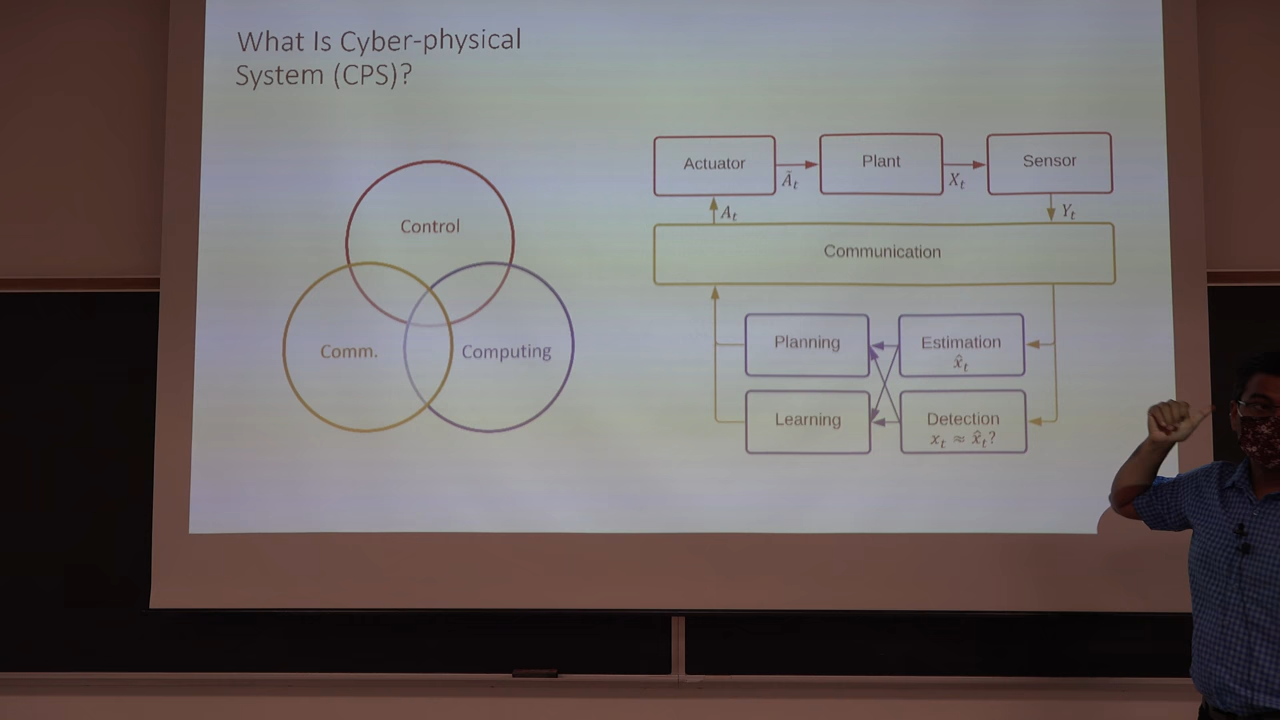 What Is Cyber-physical
System (CPS)?
Control
Comm.
Computing
Actuator
Ã_t
Plant
X_t
Sensor
A_t
Y_t
Communication
Planning
Estimation
x̂_t
Learning
Detection
x_t ≈ x̂_t?